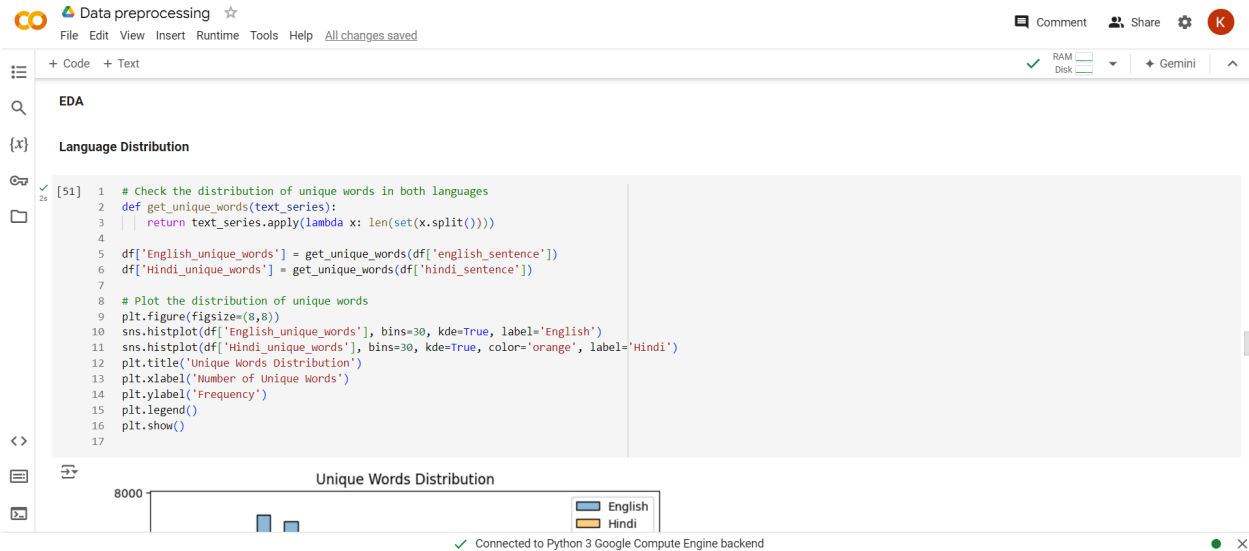 Data preprocessing
Comment
Share
K
File Edit View Insert Runtime Tools Help All changes saved
+ Code + Text
RAM
Disk
Gemini
EDA
Language Distribution
{x}
2s
[51]
1 # Check the distribution of unique words in both languages
2 def get_unique_words(text_series):
3     return text_series.apply(lambda x: len(set(x.split())))
4
5 df['English_unique_words'] = get_unique_words(df['english_sentence'])
6 df['Hindi_unique_words'] = get_unique_words(df['hindi_sentence'])
7
8 # Plot the distribution of unique words
9 plt.figure(figsize=(8,8))
10 sns.histplot(df['English_unique_words'], bins=30, kde=True, label='English')
11 sns.histplot(df['Hindi_unique_words'], bins=30, kde=True, color='orange', label='Hindi')
12 plt.title('Unique Words Distribution')
13 plt.xlabel('Number of Unique Words')
14 plt.ylabel('Frequency')
15 plt.legend()
16 plt.show()
17
Unique Words Distribution
8000
English
Hindi
Connected to Python 3 Google Compute Engine backend